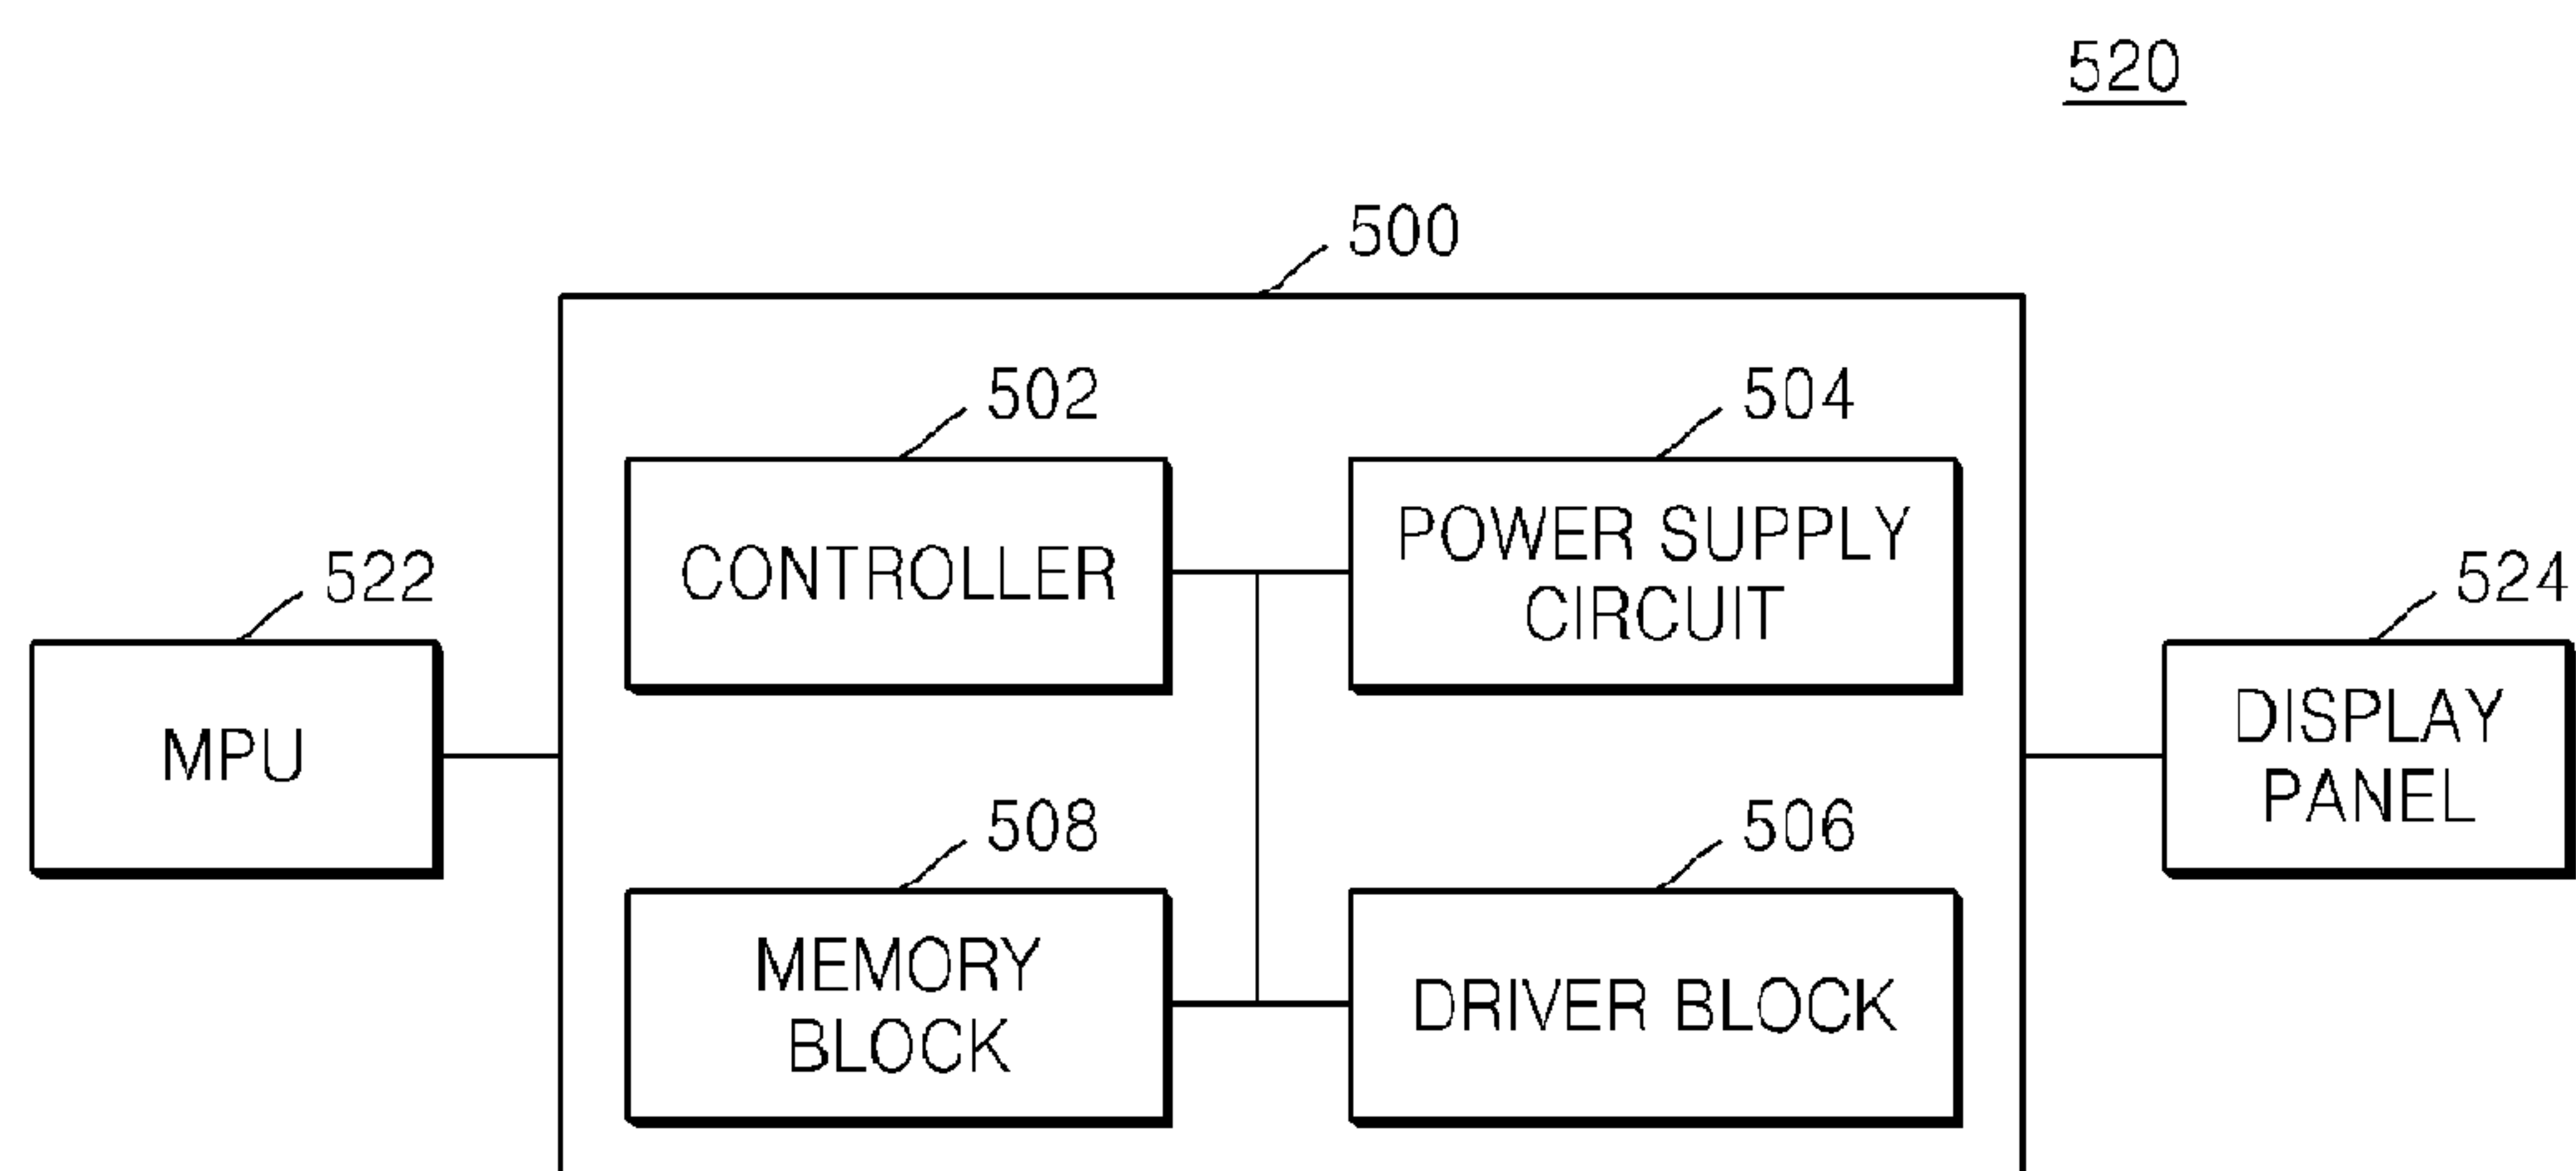 520
500
502
504
CONTROLLER
POWER SUPPLY
CIRCUIT
522
MPU
524
DISPLAY
PANEL
508
506
MEMORY
BLOCK
DRIVER BLOCK